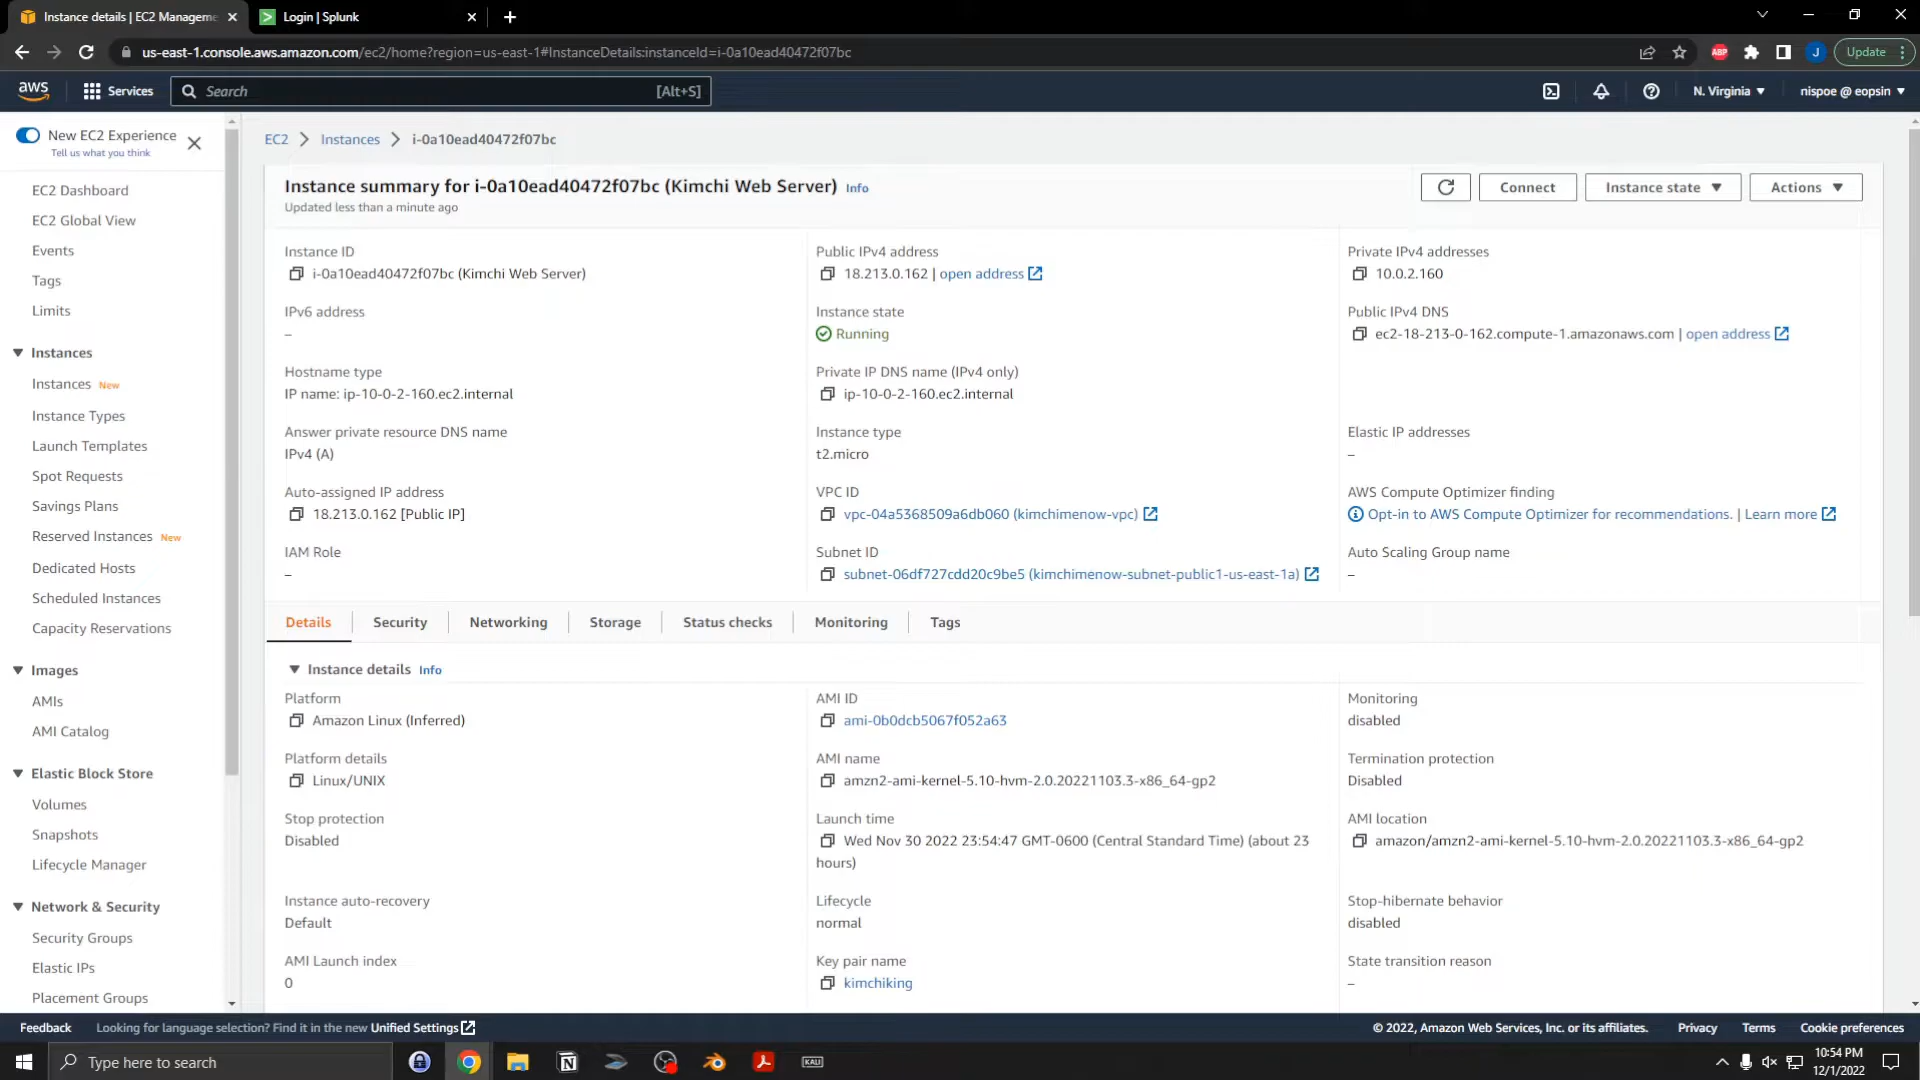 Instance details | EC2 Manageme
Login | Splunk
us-east-1.console.aws.amazon.com/ec2/home?region=us-east-1#InstanceDetails:instanceId=i-0a10ead40472f07bc
ABP
J
Update
aws
Services
Search
[Alt+S]
N. Virginia
nispoe @ eopsin
New EC2 Experience
Tell us what you think
EC2 Dashboard
EC2 Global View
Events
Tags
Limits
Instances
Instances New
Instance Types
Launch Templates
Spot Requests
Savings Plans
Reserved Instances New
Dedicated Hosts
Scheduled Instances
Capacity Reservations
Images
AMIs
AMI Catalog
Elastic Block Store
Volumes
Snapshots
Lifecycle Manager
Network & Security
Security Groups
Elastic IPs
Placement Groups
EC2
Instances
i-0a10ead40472f07bc
Instance summary for i-0a10ead40472f07bc (Kimchi Web Server) Info
Updated less than a minute ago
Connect
Instance state
Actions
Instance ID
i-0a10ead40472f07bc (Kimchi Web Server)
Public IPv4 address
18.213.0.162 | open address
Private IPv4 addresses
10.0.2.160
IPv6 address
–
Instance state
Running
Public IPv4 DNS
ec2-18-213-0-162.compute-1.amazonaws.com | open address
Hostname type
IP name: ip-10-0-2-160.ec2.internal
Private IP DNS name (IPv4 only)
ip-10-0-2-160.ec2.internal
Answer private resource DNS name
IPv4 (A)
Instance type
t2.micro
Elastic IP addresses
–
Auto-assigned IP address
18.213.0.162 [Public IP]
VPC ID
vpc-04a5368509a6db060 (kimchimenow-vpc)
AWS Compute Optimizer finding
Opt-in to AWS Compute Optimizer for recommendations. | Learn more
IAM Role
–
Subnet ID
subnet-06df727cdd20c9be5 (kimchimenow-subnet-public1-us-east-1a)
Auto Scaling Group name
–
Details
Security
Networking
Storage
Status checks
Monitoring
Tags
Instance details Info
Platform
Amazon Linux (Inferred)
AMI ID
ami-0b0dcb5067f052a63
Monitoring
disabled
Platform details
Linux/UNIX
AMI name
amzn2-ami-kernel-5.10-hvm-2.0.20221103.3-x86_64-gp2
Termination protection
Disabled
Stop protection
Disabled
Launch time
Wed Nov 30 2022 23:54:47 GMT-0600 (Central Standard Time) (about 23
hours)
AMI location
amazon/amzn2-ami-kernel-5.10-hvm-2.0.20221103.3-x86_64-gp2
Instance auto-recovery
Default
Lifecycle
normal
Stop-hibernate behavior
disabled
AMI Launch index
0
Key pair name
kimchiking
State transition reason
–
Feedback
Looking for language selection? Find it in the new Unified Settings
© 2022, Amazon Web Services, Inc. or its affiliates.
Privacy
Terms
Cookie preferences
Type here to search
KALI
10:54 PM
12/1/2022